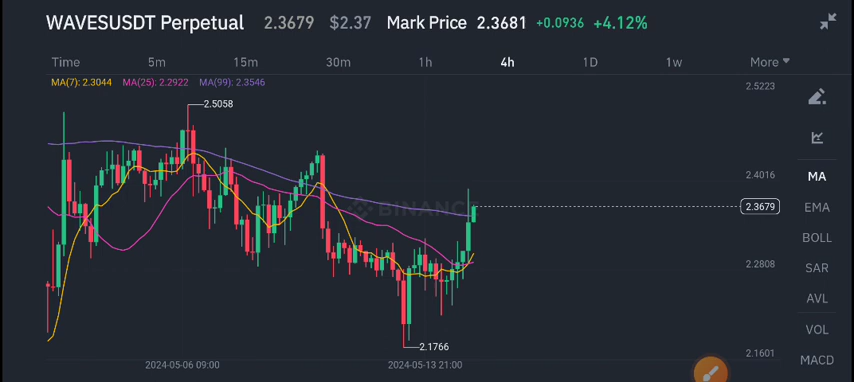 WAVESUSDT Perpetual 2.3679 $2.37 Mark Price 2.3681 +0.0936 +4.12%
Time 5m 15m 30m 1h 4h 1D 1w More
MA(7): 2.3044 MA(25): 2.2922 MA(99): 2.3546
2.5223
2.5058
2.4016
MA
2.3679
EMA
BINANCE
BOLL
2.2808
SAR
AVL
VOL
2.1766
2.1601
MACD
2024-05-06 09:00 2024-05-13 21:00